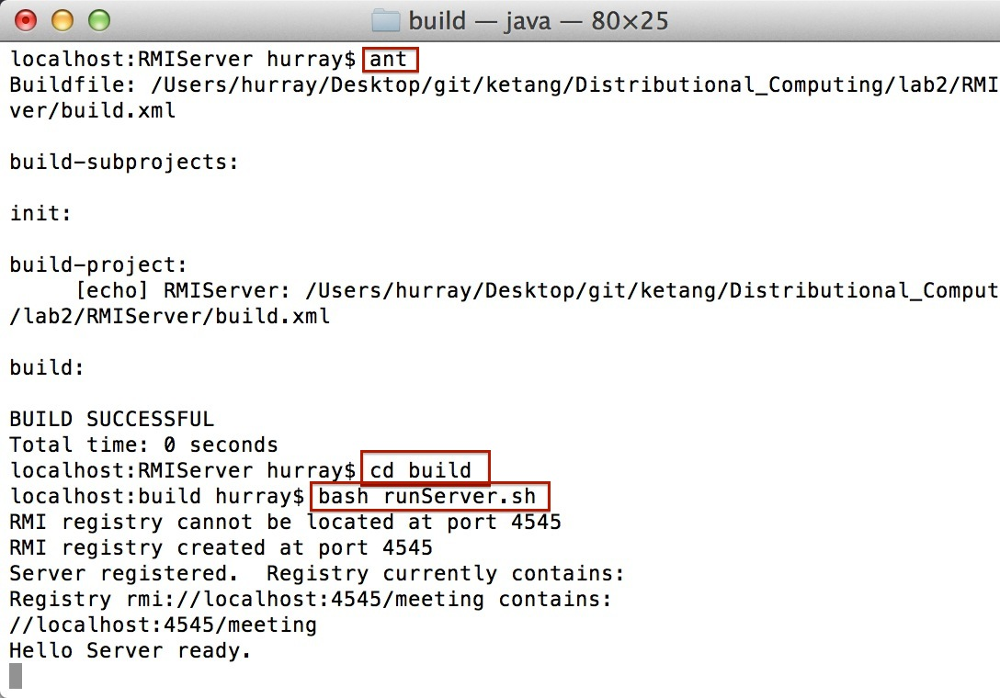 build — java — 80×25
localhost:RMIServer hurray$ ant
Buildfile: /Users/hurray/Desktop/git/ketang/Distributional_Computing/lab2/RMI
ver/build.xml
build-subprojects:
init:
build-project:
[echo] RMIServer: /Users/hurray/Desktop/git/ketang/Distributional_Comput
/lab2/RMIServer/build.xml
build:
BUILD SUCCESSFUL
Total time: 0 seconds
localhost:RMIServer hurray$ cd build
localhost:build hurray$ bash runServer.sh
RMI registry cannot be located at port 4545
RMI registry created at port 4545
Server registered.  Registry currently contains:
Registry rmi://localhost:4545/meeting contains:
//localhost:4545/meeting
Hello Server ready.